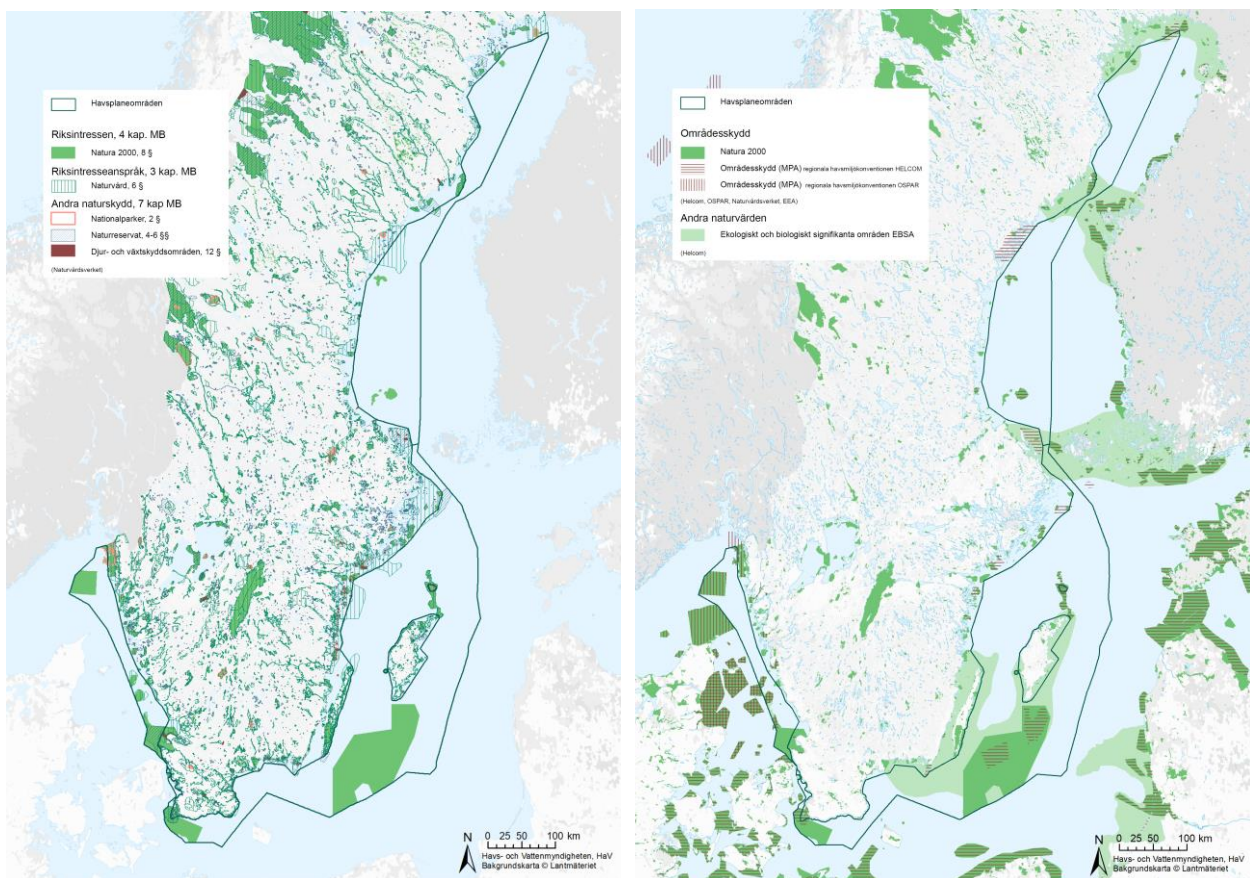 Havsplaneområden
Riksintressen, 4 kap. MB
Natura 2000, 8 §
Riksintresseanspråk, 3 kap. MB
Naturvård, 6 §
Andra naturskydd, 7 kap MB
Nationalparker, 2 §
Naturreservat, 4-6 §§
Djur- och växtskyddsområden, 12 §
(Naturvårdsverket)
N
0 25 50 100 km
Havs- och Vattenmyndigheten, HaV
Bakgrundskarta © Lantmäteriet
Havsplaneområden
Områdesskydd
Natura 2000
Områdesskydd (MPA) regionala havsmiljökonventionen HELCOM
Områdesskydd (MPA) regionala havsmiljökonventionen OSPAR
(Helcom, OSPAR, Naturvårdsverket, EEA)
Andra naturvärden
Ekologiskt och biologiskt signifikanta områden EBSA
(Helcom)
N
0 25 50 100 km
Havs- och Vattenmyndigheten, HaV
Bakgrundskarta © Lantmäteriet